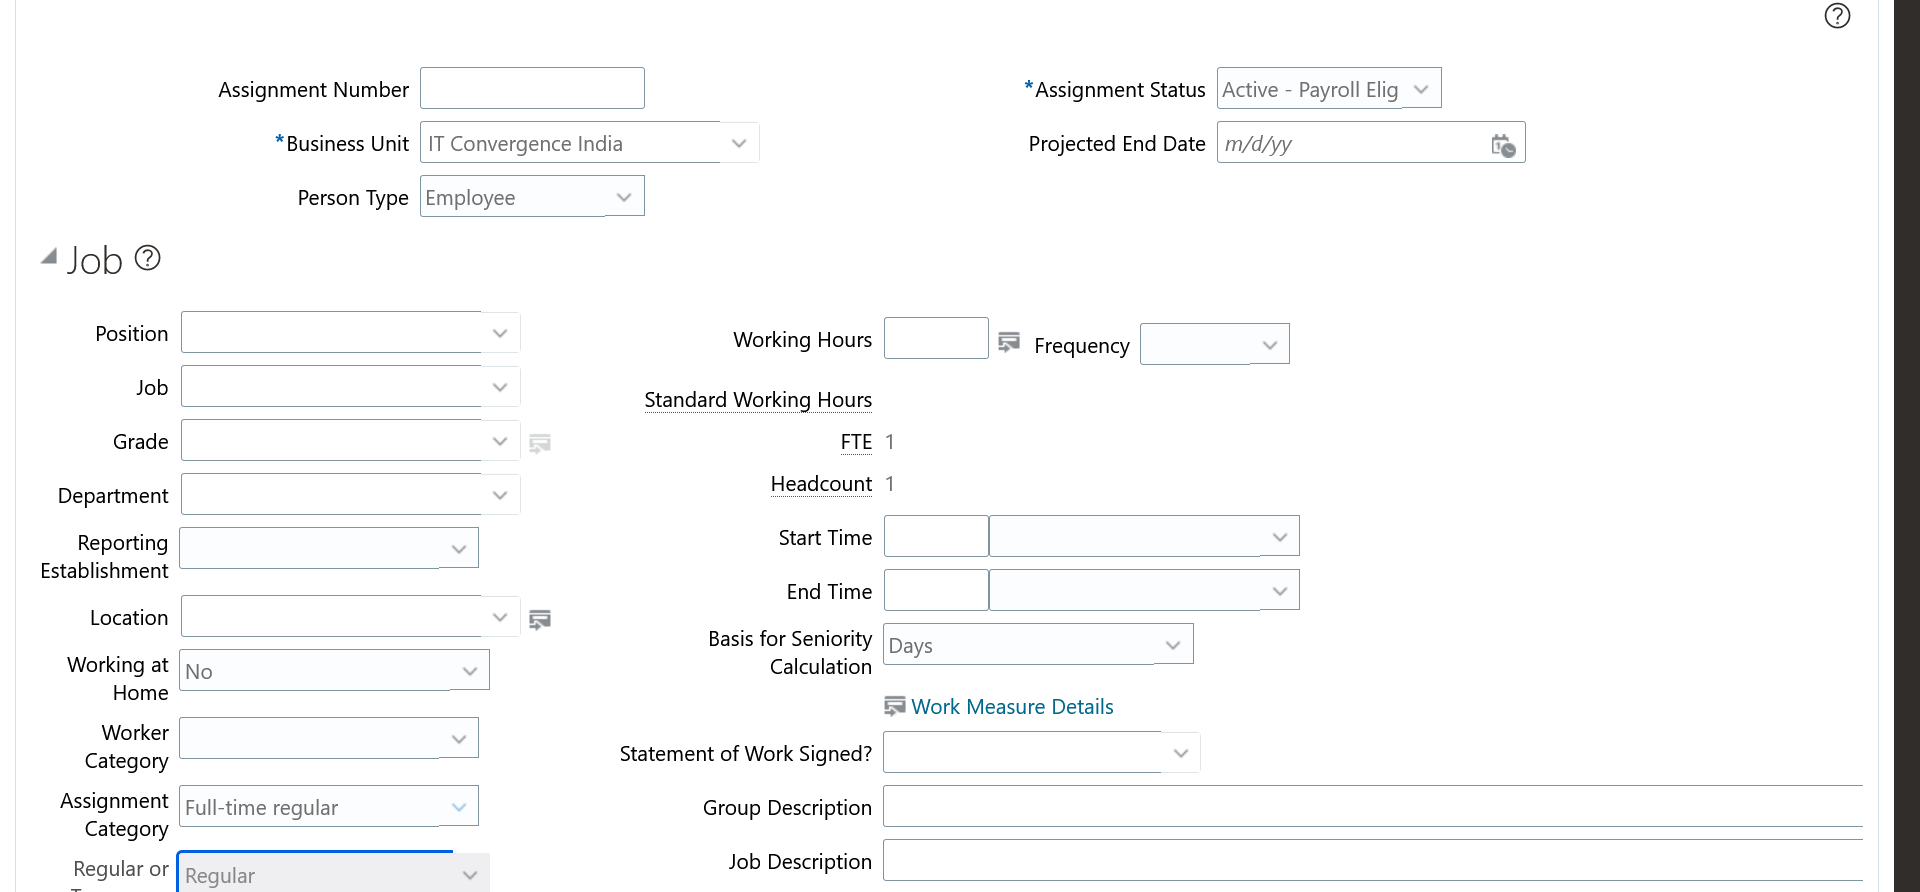 Assignment Number
*Assignment Status Active - Payroll Elig
*Business Unit IT Convergence India
Projected End Date m/d/yy
Person Type Employee
Job
Position
Working Hours
Frequency
Job
Standard Working Hours
Grade
FTE 1
Headcount 1
Department
Start Time
Reporting
Establishment
End Time
Location
Basis for Seniority
Calculation
Days
Working at
Home
No
Work Measure Details
Worker
Category
Statement of Work Signed?
Assignment
Category
Full-time regular
Group Description
Job Description
Regular or
Regular